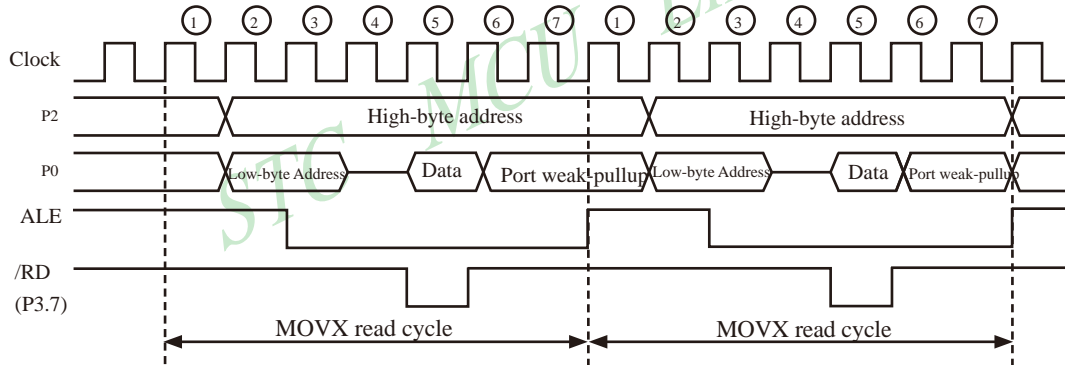 ① ② ③ ④ ⑤ ⑥ ⑦ ① ② ③ ④ ⑤ ⑥ ⑦
Clock
P2 High-byte address High-byte address
P0 Low-byte Address Data Port weak-pullup Low-byte Address Data Port weak-pullup
ALE
/RD
(P3.7)
MOVX read cycle MOVX read cycle
STC MCU